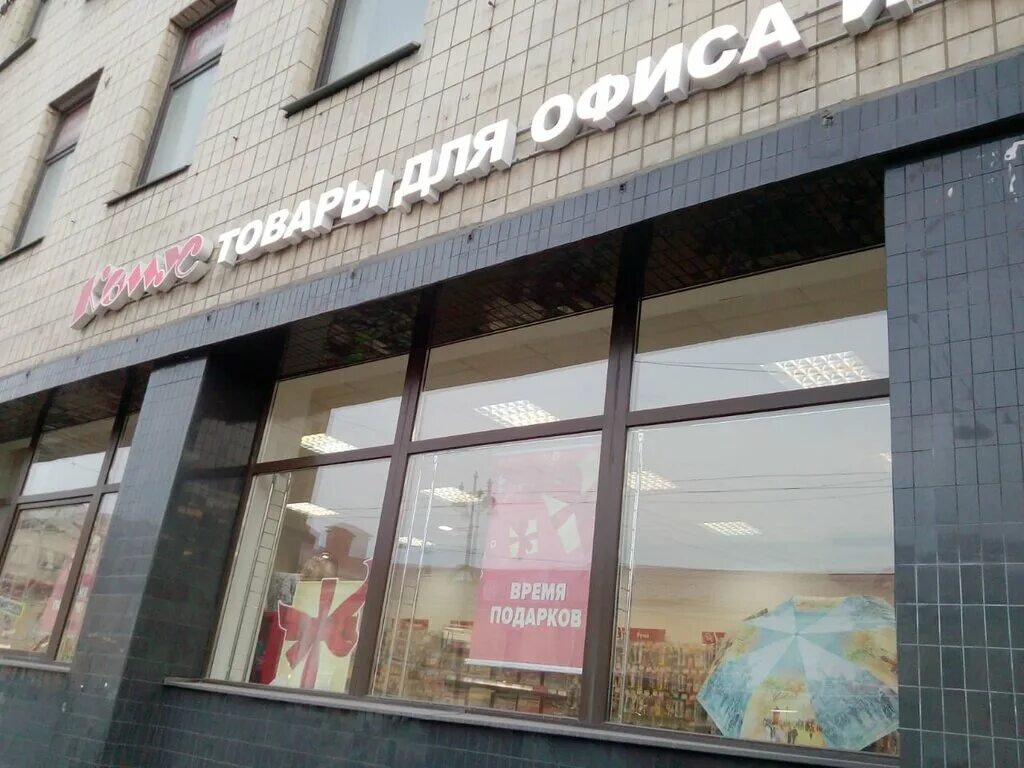 Комус ТОВАРЫ ДЛЯ ОФИСА И
ВРЕМЯ
ПОДАРКОВ